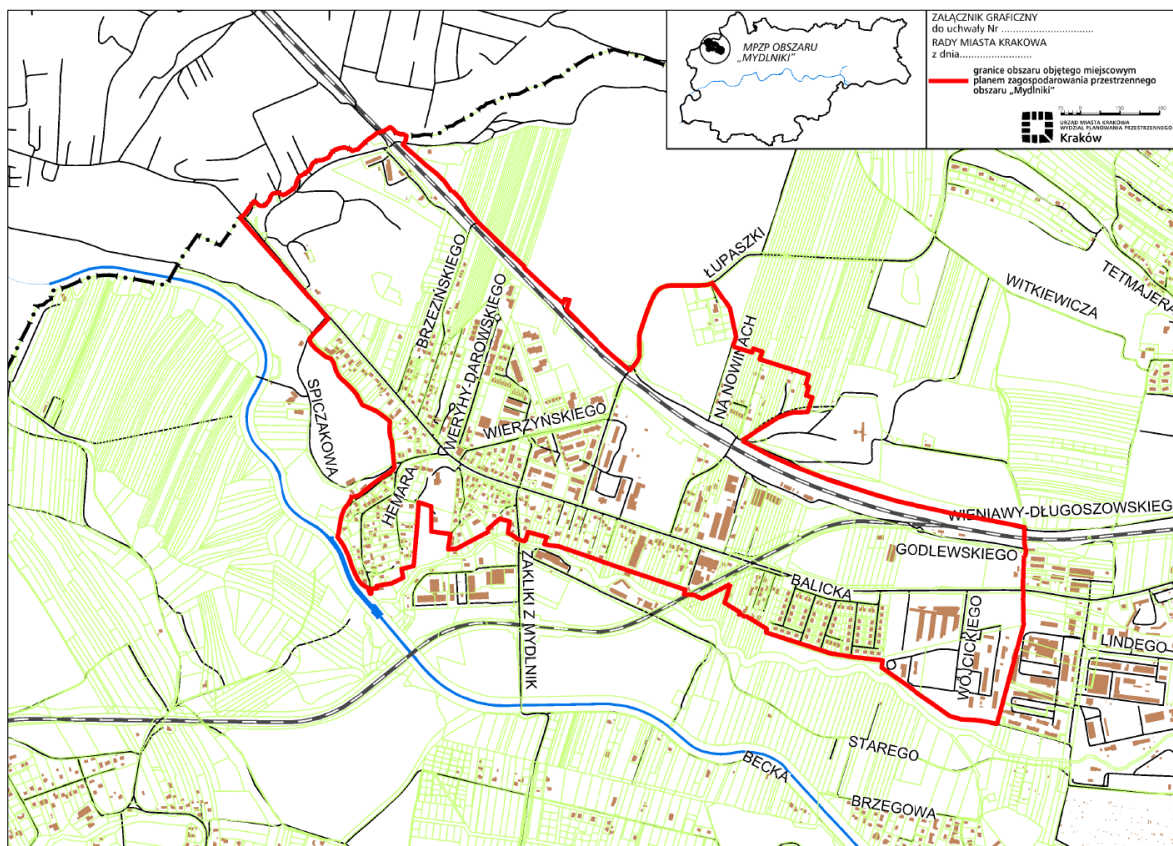 MPZP OBSZARU
„MYDLNIKI”
ZAŁĄCZNIK GRAFICZNY
do uchwały Nr ..............................
RADY MIASTA KRAKOWA
z dnia........................
granice obszaru objętego miejscowym
planem zagospodarowania przestrzennego
obszaru „Mydlniki”
URZĄD MIASTA KRAKOWA
WYDZIAŁ PLANOWANIA PRZESTRZENNEGO
Kraków
ŁUPASZKI
TETMAJERA
WITKIEWICZA
BRZEZIŃSKIEGO
WERYHY-DAROWSKIEGO
NA NOWINACH
SPICZAKOWA
WIERZYŃSKIEGO
HEMARA
WIENIAWY-DŁUGOSZOWSKIEG
GODLEWSKIEGO
ZAKLIKI Z MYDLNIK
BALICKA
WÓJCICKIEGO
LINDEGO
STAREGO
BECKA
BRZEGOWA